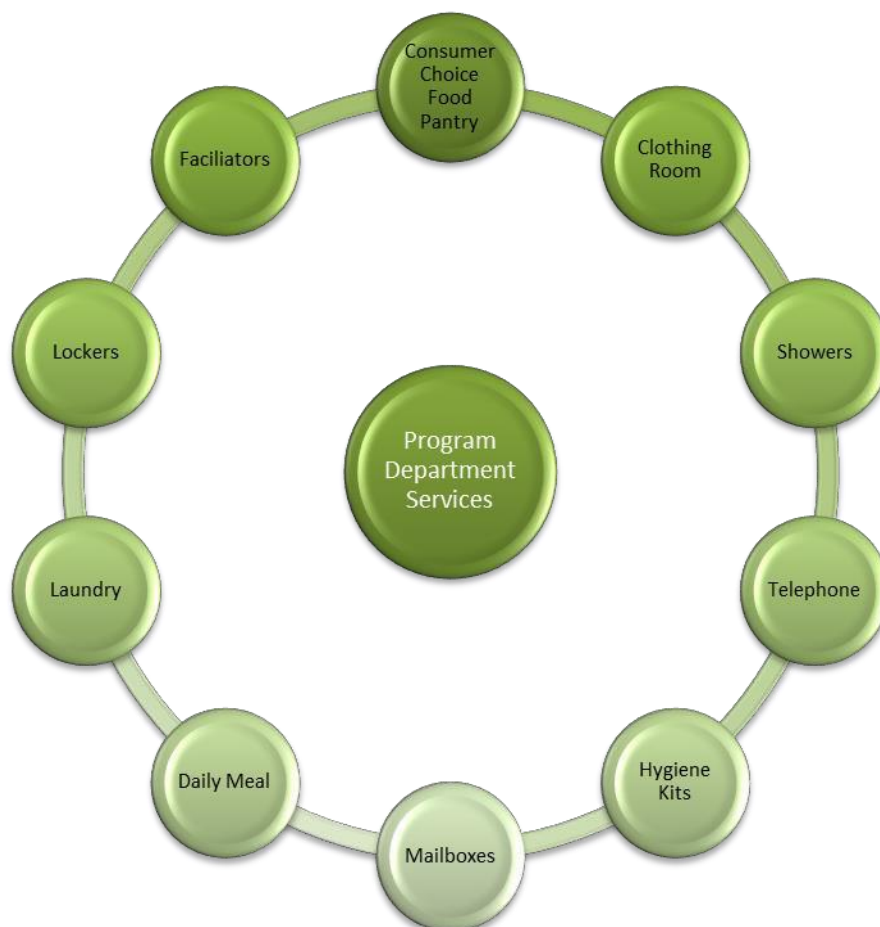 Consumer
Choice
Food
Pantry
Clothing
Room
Showers
Telephone
Hygiene
Kits
Mailboxes
Daily Meal
Laundry
Lockers
Faciliators
Program
Department
Services